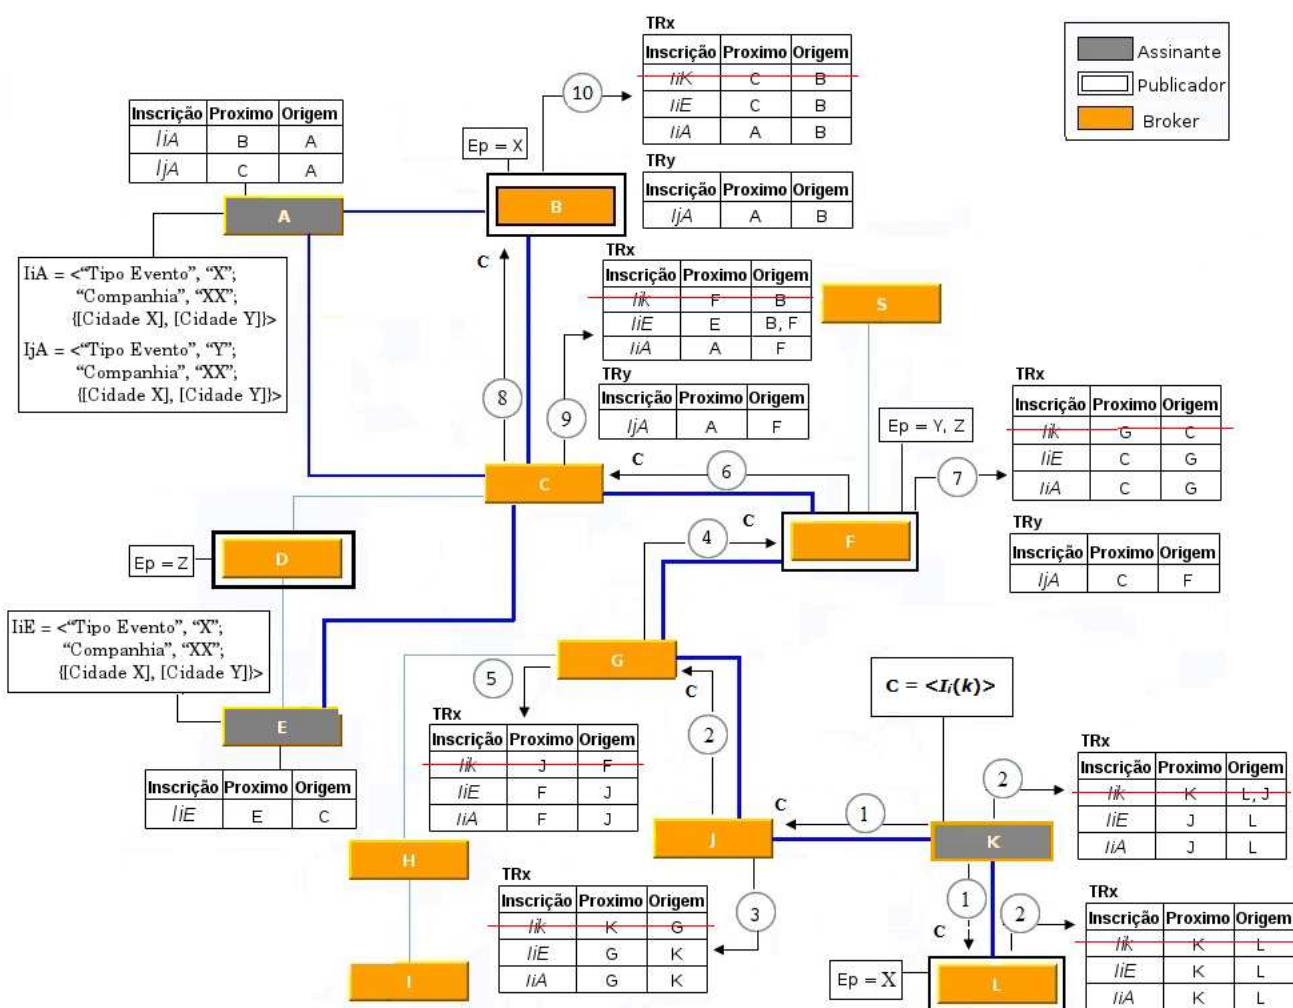 TRx
Inscrição Proximo Origem
IiK C B
IiE C B
IiA A B
TRy
Inscrição Proximo Origem
IjA A B
10
Assinante
Publicador
Broker
Inscrição Proximo Origem
IiA B A
IjA C A
Ep = X
A
B
IiA = <“Tipo Evento”, “X”;
“Companhia”, “XX”;
{[Cidade X], [Cidade Y]}>
IjA = <“Tipo Evento”, “Y”;
“Companhia”, “XX”;
{[Cidade X], [Cidade Y]}>
C
8
9
TRx
Inscrição Proximo Origem
Iik F B
IiE E B, F
IiA A F
TRy
Inscrição Proximo Origem
IjA A F
S
Ep = Y, Z
TRx
Inscrição Proximo Origem
Iik G C
IiE C G
IiA C G
TRy
Inscrição Proximo Origem
IjA C F
C
C
6
7
C
4
F
Ep = Z
D
IiE = <“Tipo Evento”, “X”;
“Companhia”, “XX”;
{[Cidade X], [Cidade Y]}>
E
Inscrição Proximo Origem
IiE E C
G
5
C
2
TRx
Inscrição Proximo Origem
Iik J F
IiE F J
IiA F J
C = <Ii(k)>
C
1
J
K
2
TRx
Inscrição Proximo Origem
Iik K L, J
IiE J L
IiA J L
H
I
TRx
Inscrição Proximo Origem
Iik K G
IiE G K
IiA G K
3
1
C
2
TRx
Inscrição Proximo Origem
Iik K L
IiE K L
IiA K L
Ep = X
L